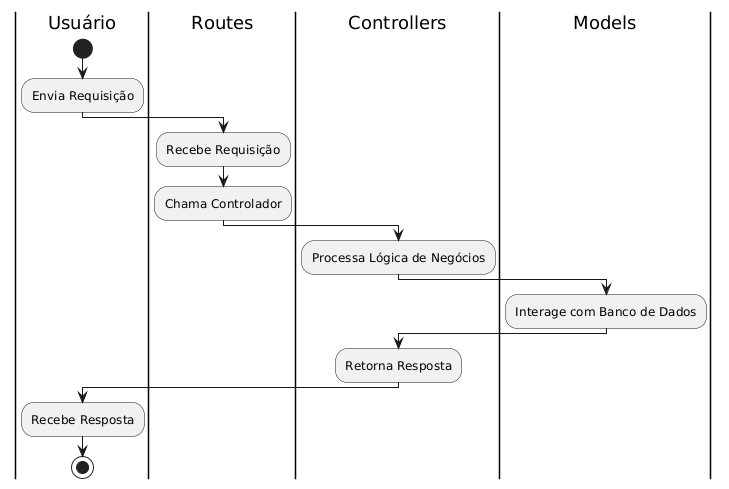 Usuário
Routes
Controllers
Models
Envia Requisição
Recebe Requisição
Chama Controlador
Processa Lógica de Negócios
Interage com Banco de Dados
Retorna Resposta
Recebe Resposta